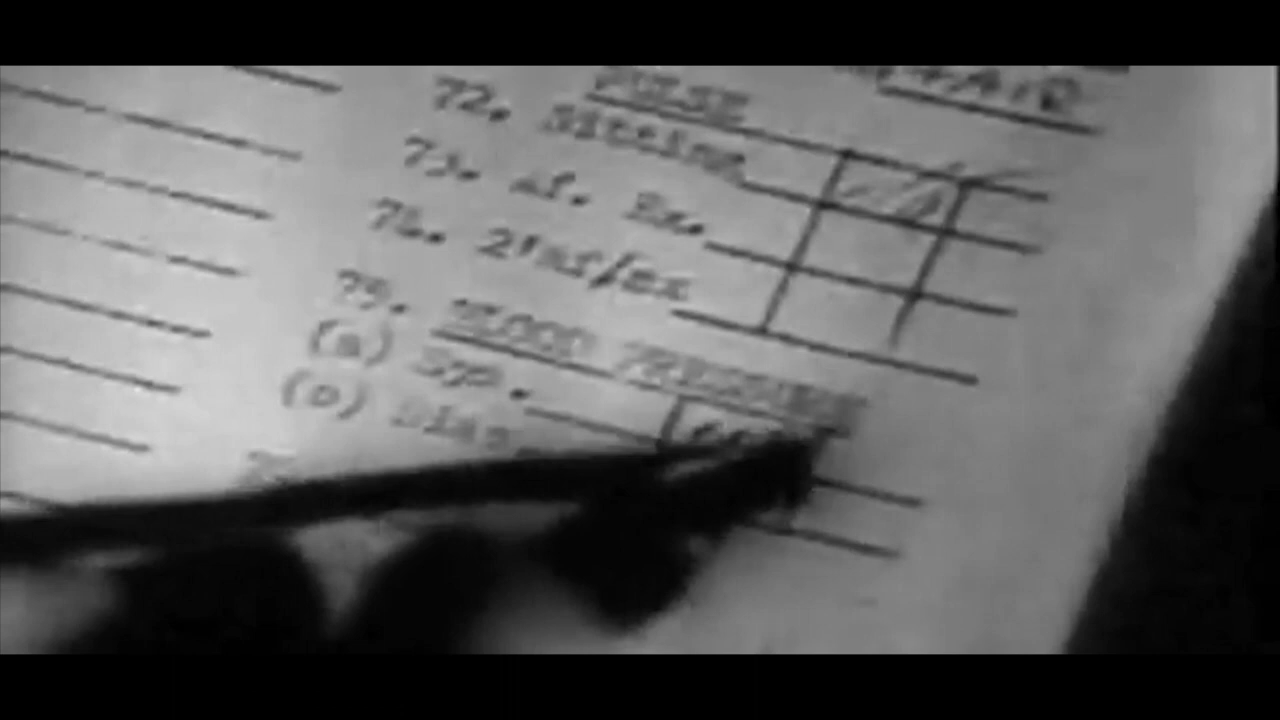 PULSE
72. Sitting
73. af. Ex.
74. 2'af/ex
75. BLOOD PRESSURE
(a) Sys.
(b) Dias.